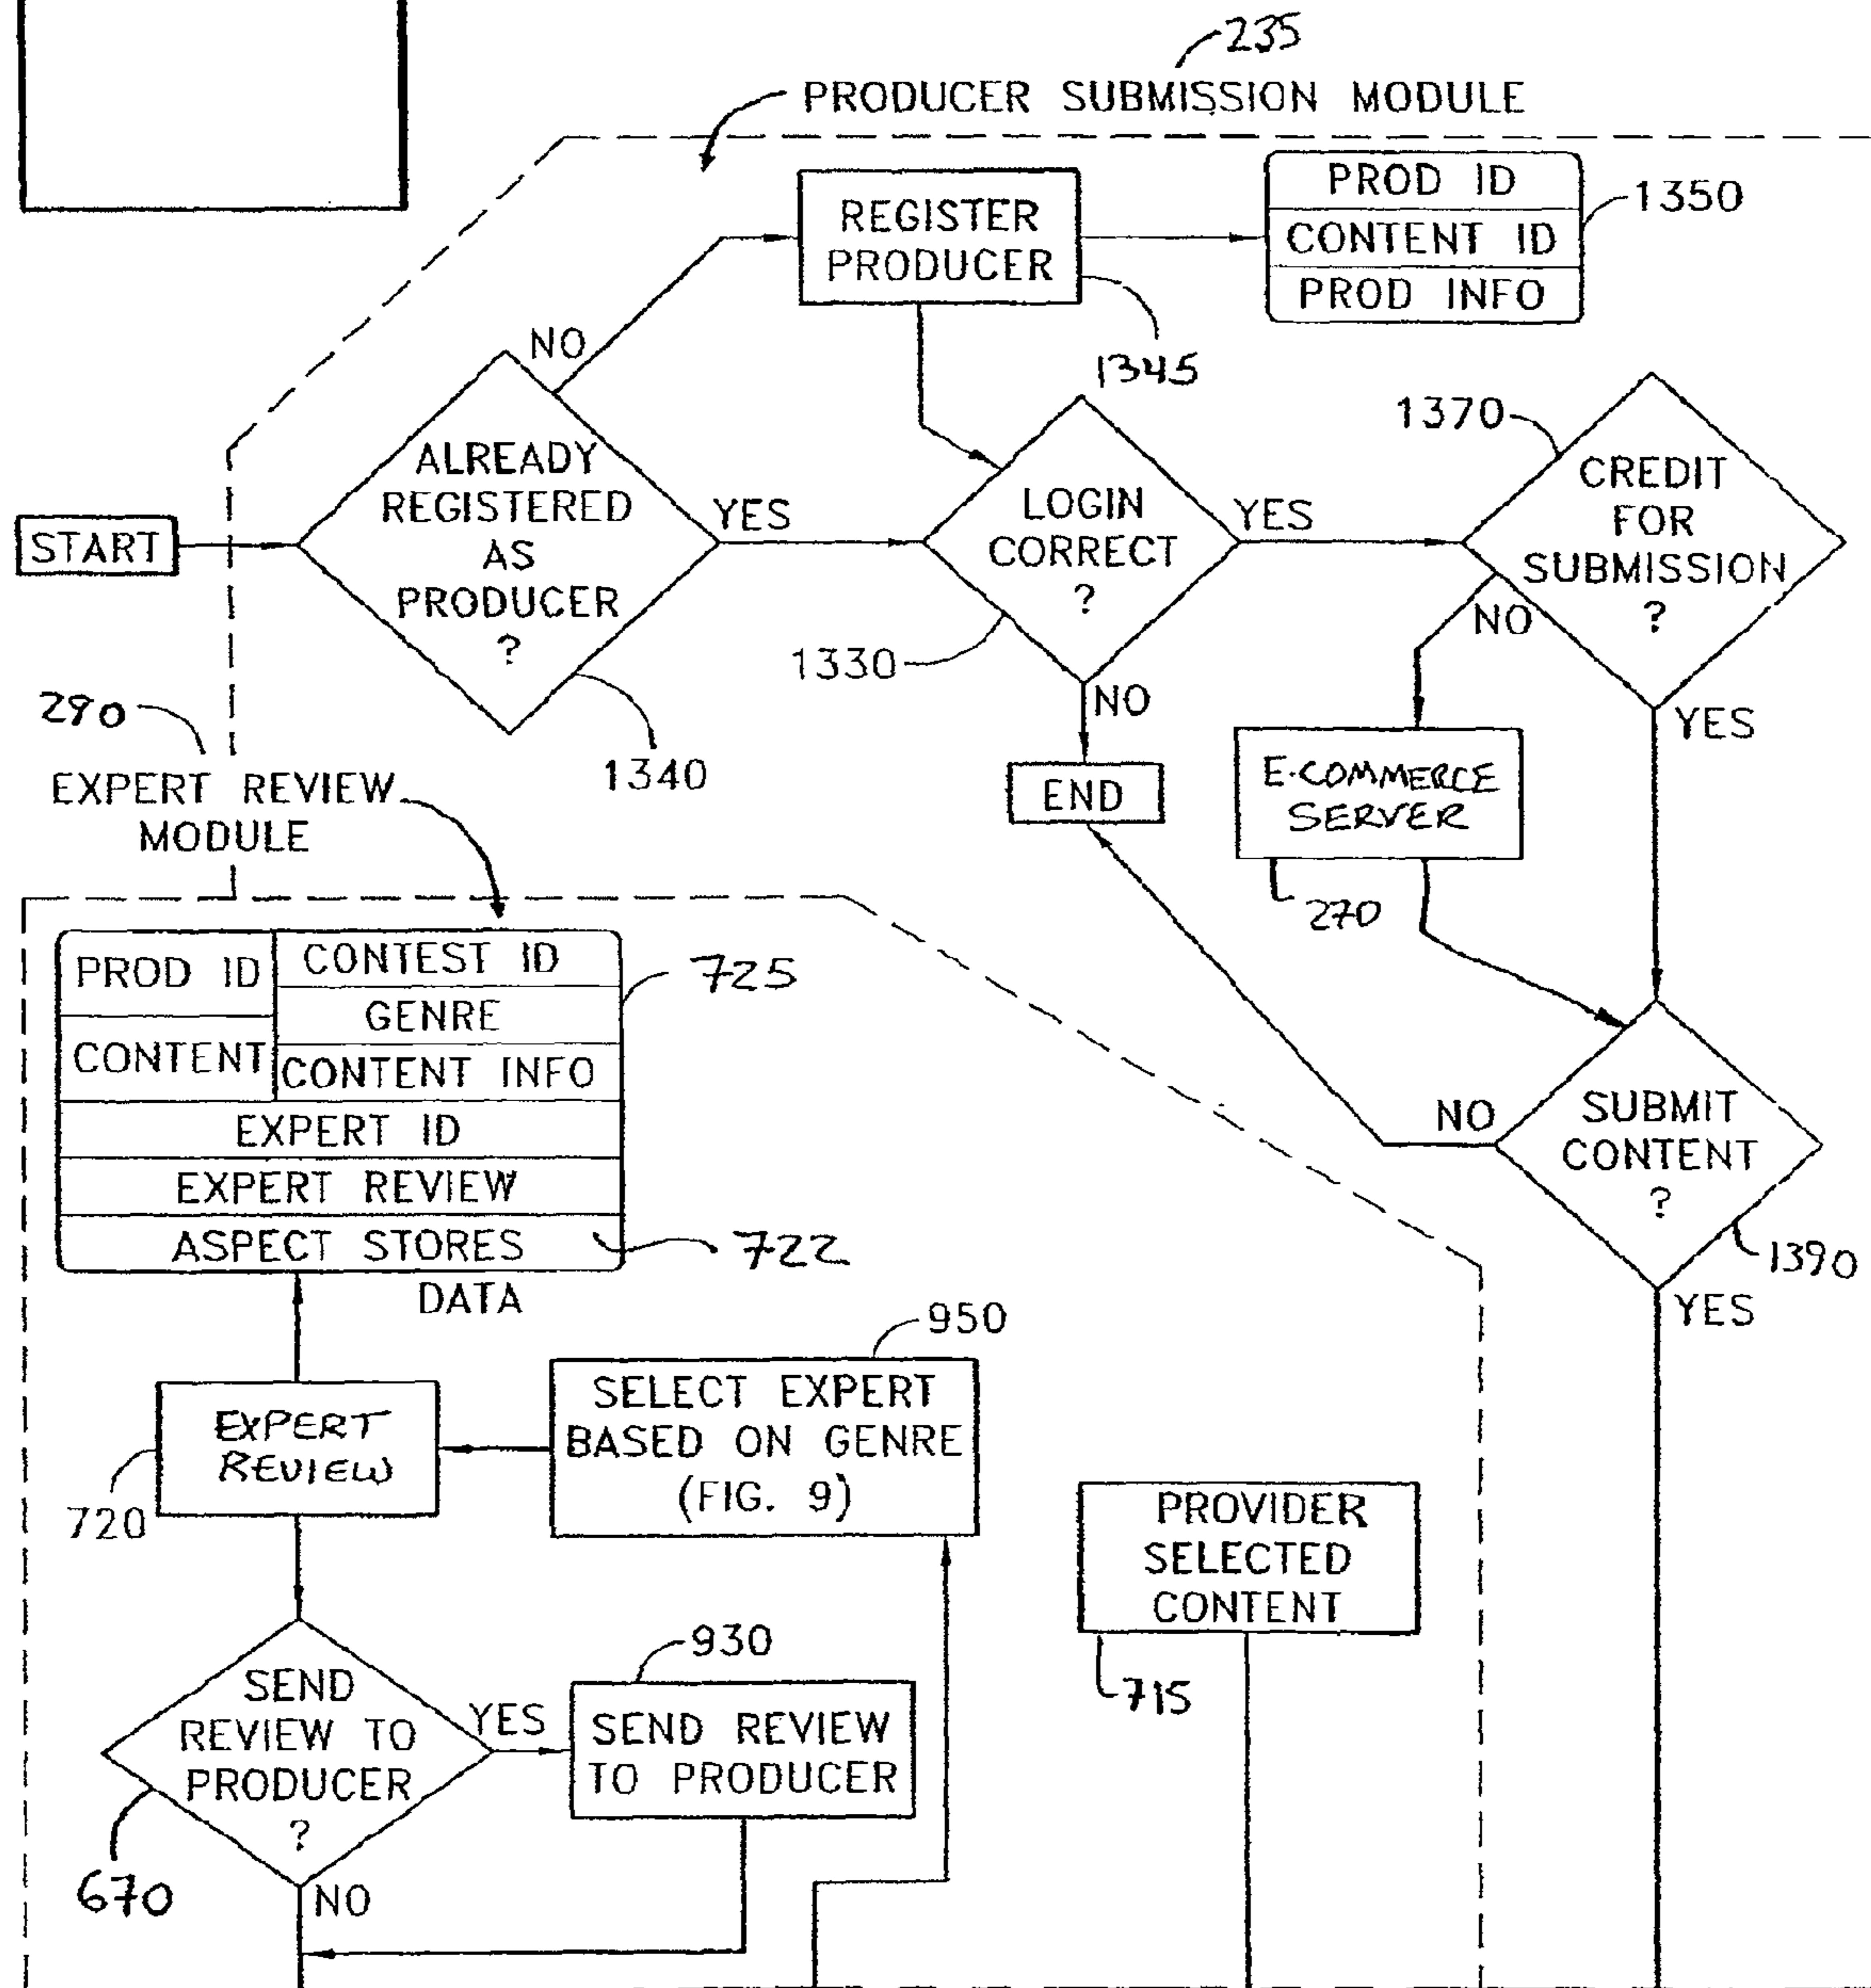 235
PRODUCER SUBMISSION MODULE
REGISTER
PRODUCER
1345
PROD ID
CONTENT ID
PROD INFO
1350
NO
ALREADY
REGISTERED
AS
PRODUCER
?
1340
START
YES
LOGIN
CORRECT
?
1330
YES
NO
END
1370
CREDIT
FOR
SUBMISSION
?
NO
YES
E-COMMERCE
SERVER
270
SUBMIT
CONTENT
?
1390
NO
YES
290
EXPERT REVIEW
MODULE
PROD ID
CONTENT
CONTEST ID
GENRE
CONTENT INFO
EXPERT ID
EXPERT REVIEW
ASPECT STORES
725
722
DATA
950
SELECT EXPERT
BASED ON GENRE
(FIG. 9)
EXPERT
REVIEW
720
PROVIDER
SELECTED
CONTENT
715
SEND
REVIEW TO
PRODUCER
?
670
YES
NO
930
SEND REVIEW
TO PRODUCER